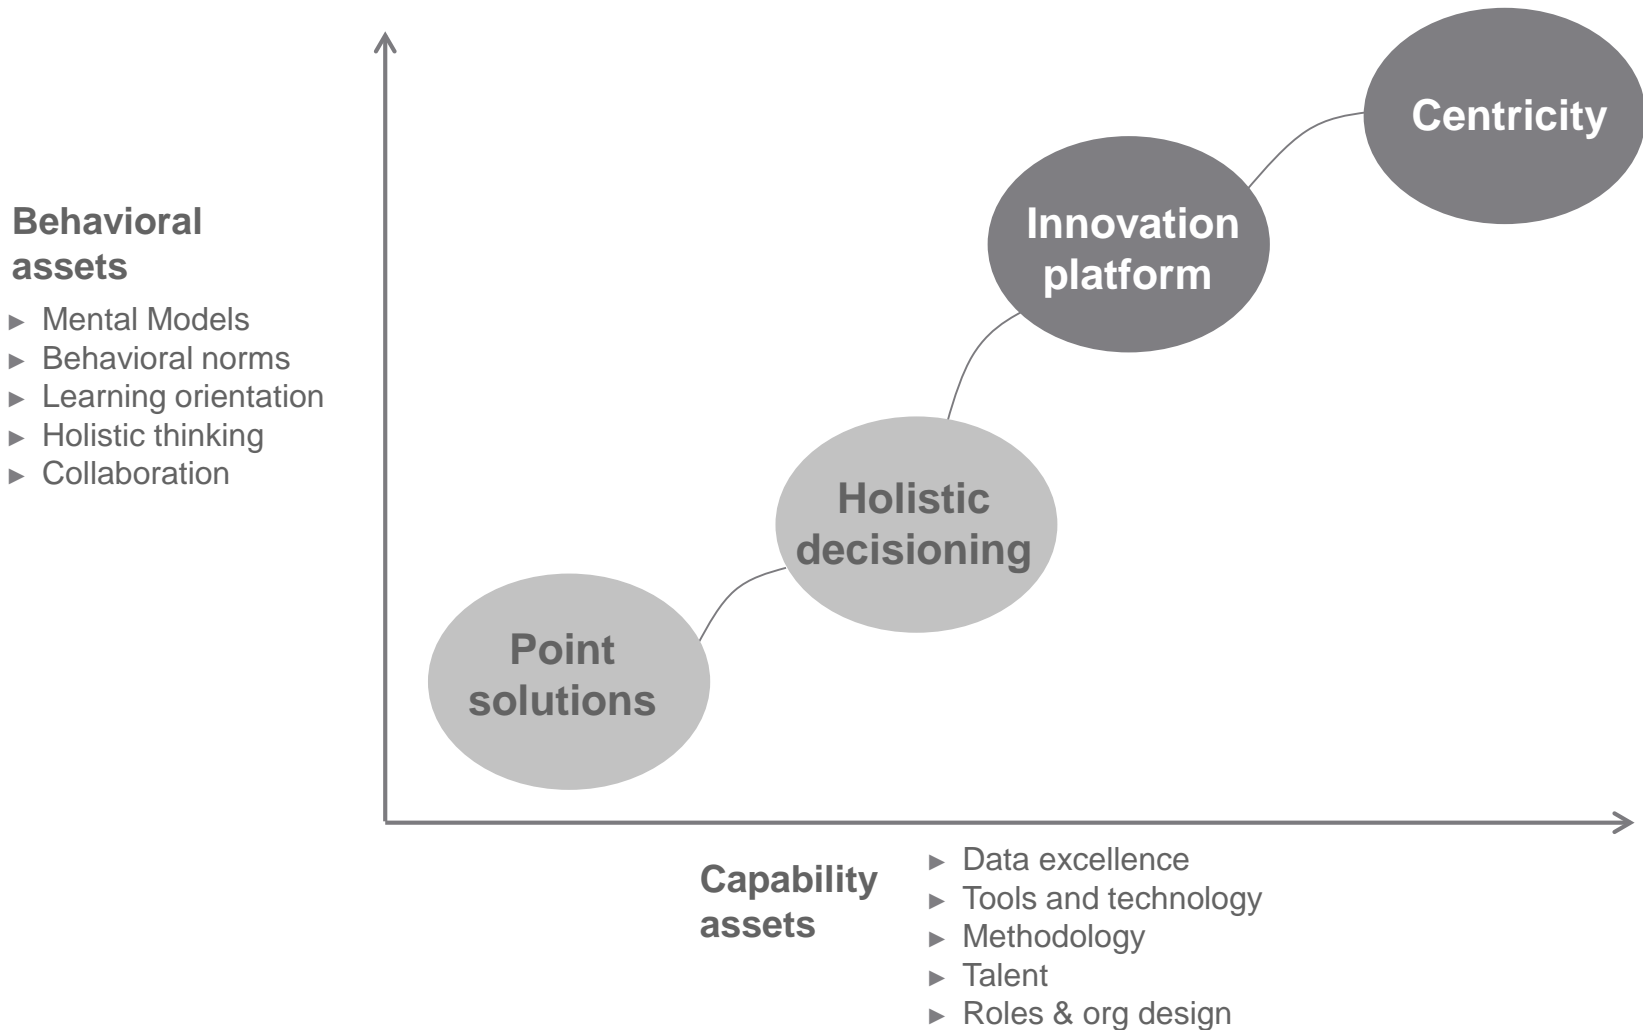 Centricity
Innovation
platform
Behavioral
assets
► Mental Models
► Behavioral norms
► Learning orientation
► Holistic thinking
► Collaboration
Holistic
decisioning
Point
solutions
Capability
assets
► Data excellence
► Tools and technology
► Methodology
► Talent
► Roles & org design